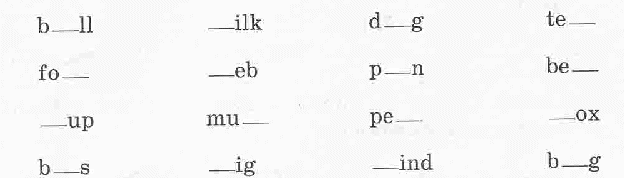 b__ll __ilk d__g te__
fo__ __eb p__n be__
__up mu__ pe__ __ox
b__s __ig __ind b__g